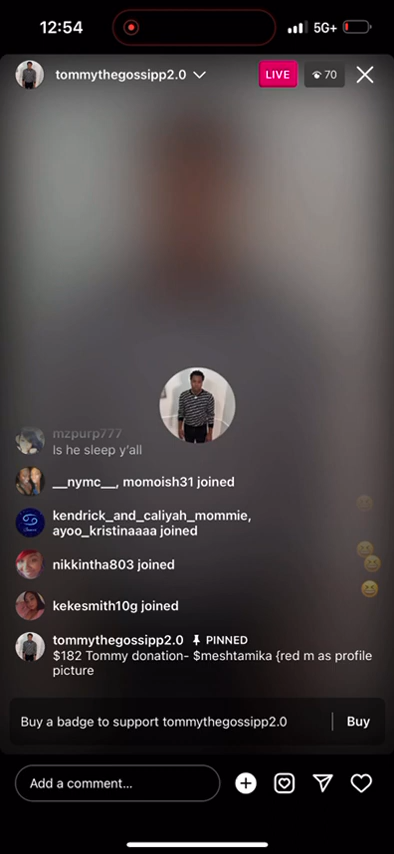 12:54
5G+
tommythegossipp2.0
LIVE
70
mzpurp777
Is he sleep y'all
__nymc__, momoish31 joined
kendrick_and_caliyah_mommie,
ayoo_kristinaaaa joined
nikkintha803 joined
kekesmith10g joined
tommythegossipp2.0 PINNED
$182 Tommy donation- $meshtamika {red m as profile
picture
Buy a badge to support tommythegossipp2.0
Buy
Add a comment...